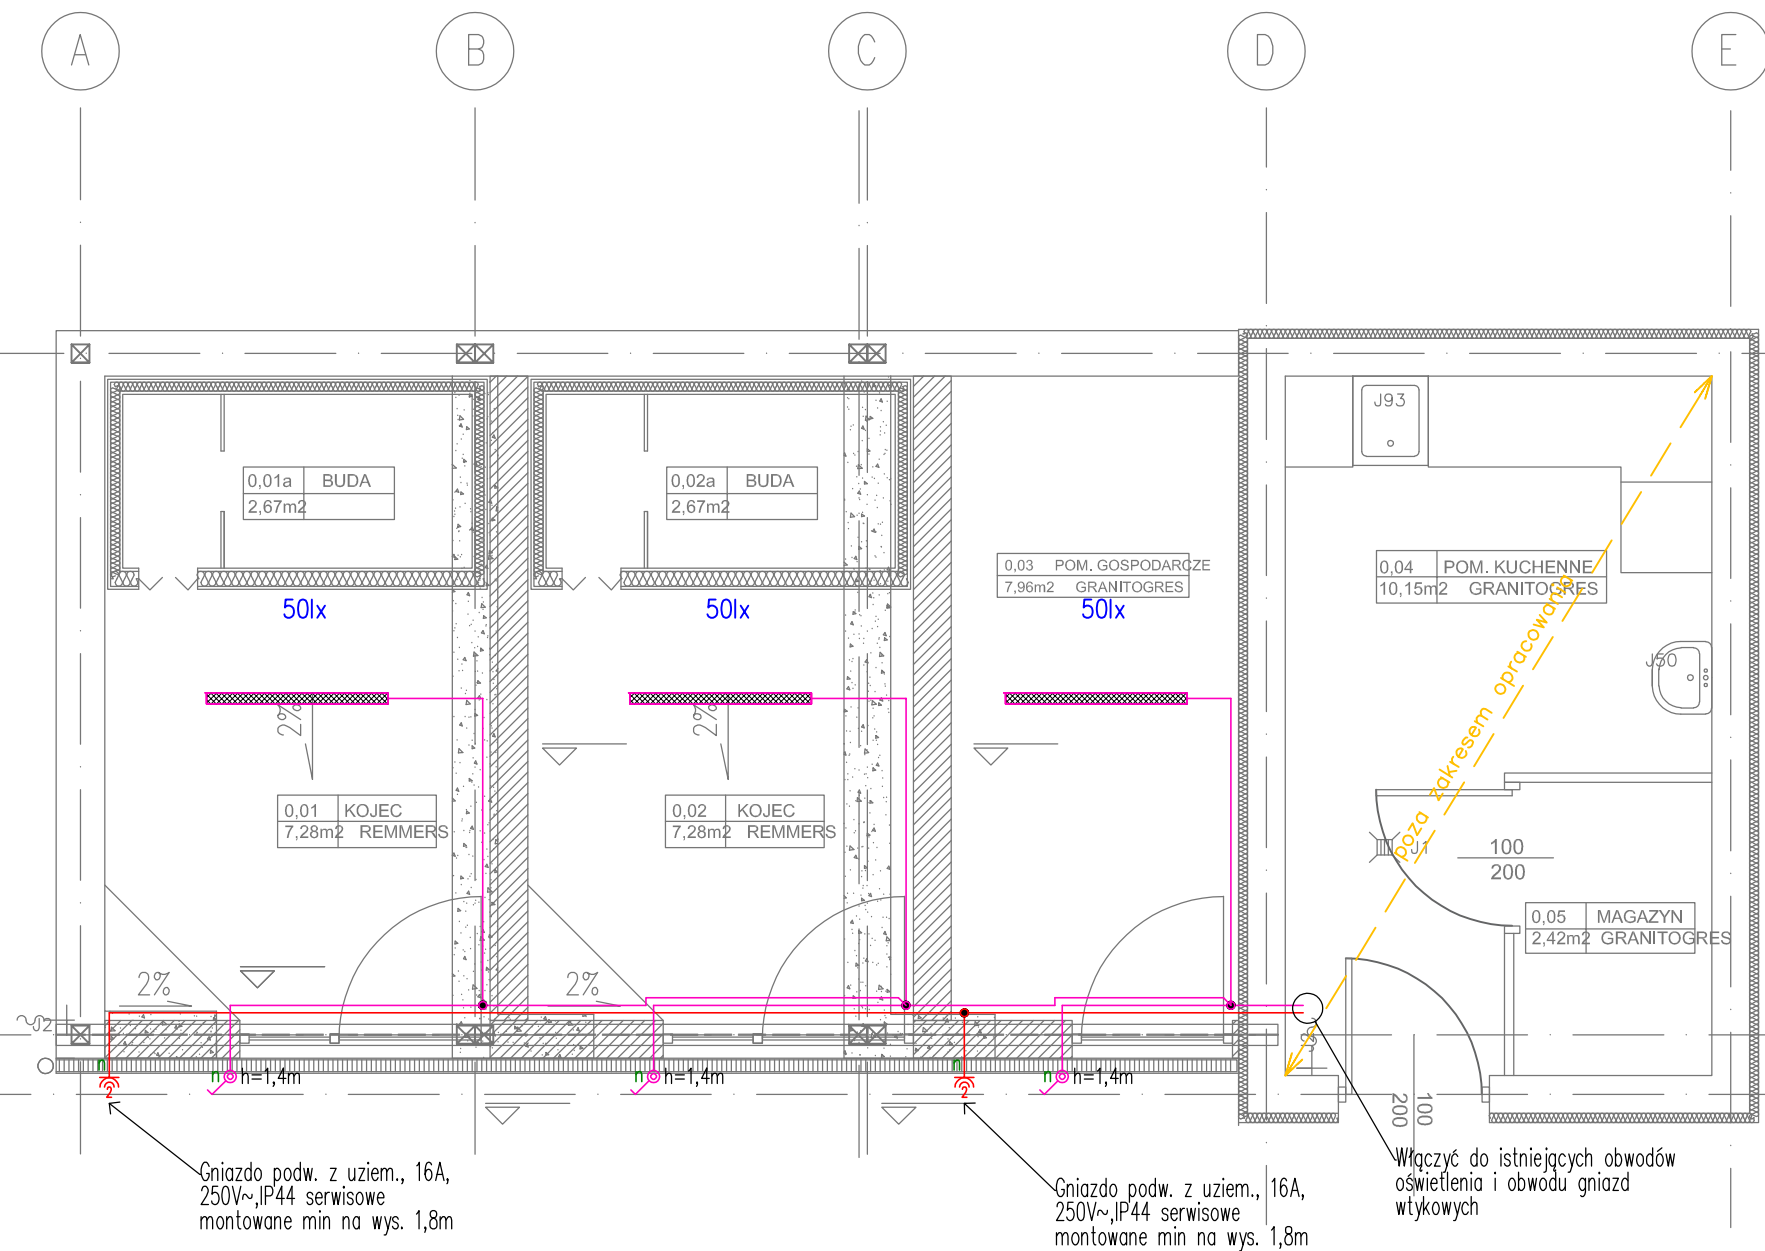 A
B
C
D
E
J93
0,01a BUDA
2,67m2
0,02a BUDA
2,67m2
0,03 POM. GOSPODARCZE
7,96m2 GRANITOGRES
0,04 POM. KUCHENNE
10,15m2 GRANITOGRES
50lx
50lx
50lx
J50
poza zakresem opracowania
2%
2%
0,01 KOJEC
7,28m2 REMMERS
0,02 KOJEC
7,28m2 REMMERS
J1
100
200
0,05 MAGAZYN
2,42m2 GRANITOGRES
2%
2%
J2
n
2
n h=1,4m
h=1,4m
n
2
n h=1,4m
100
200
Gniazdo podw. z uziem., 16A,
250V~,IP44 serwisowe
montowane min na wys. 1,8m
Gniazdo podw. z uziem., 16A,
250V~,IP44 serwisowe
montowane min na wys. 1,8m
Włączyć do istniejących obwodów
oświetlenia i obwodu gniazd
wtykowych